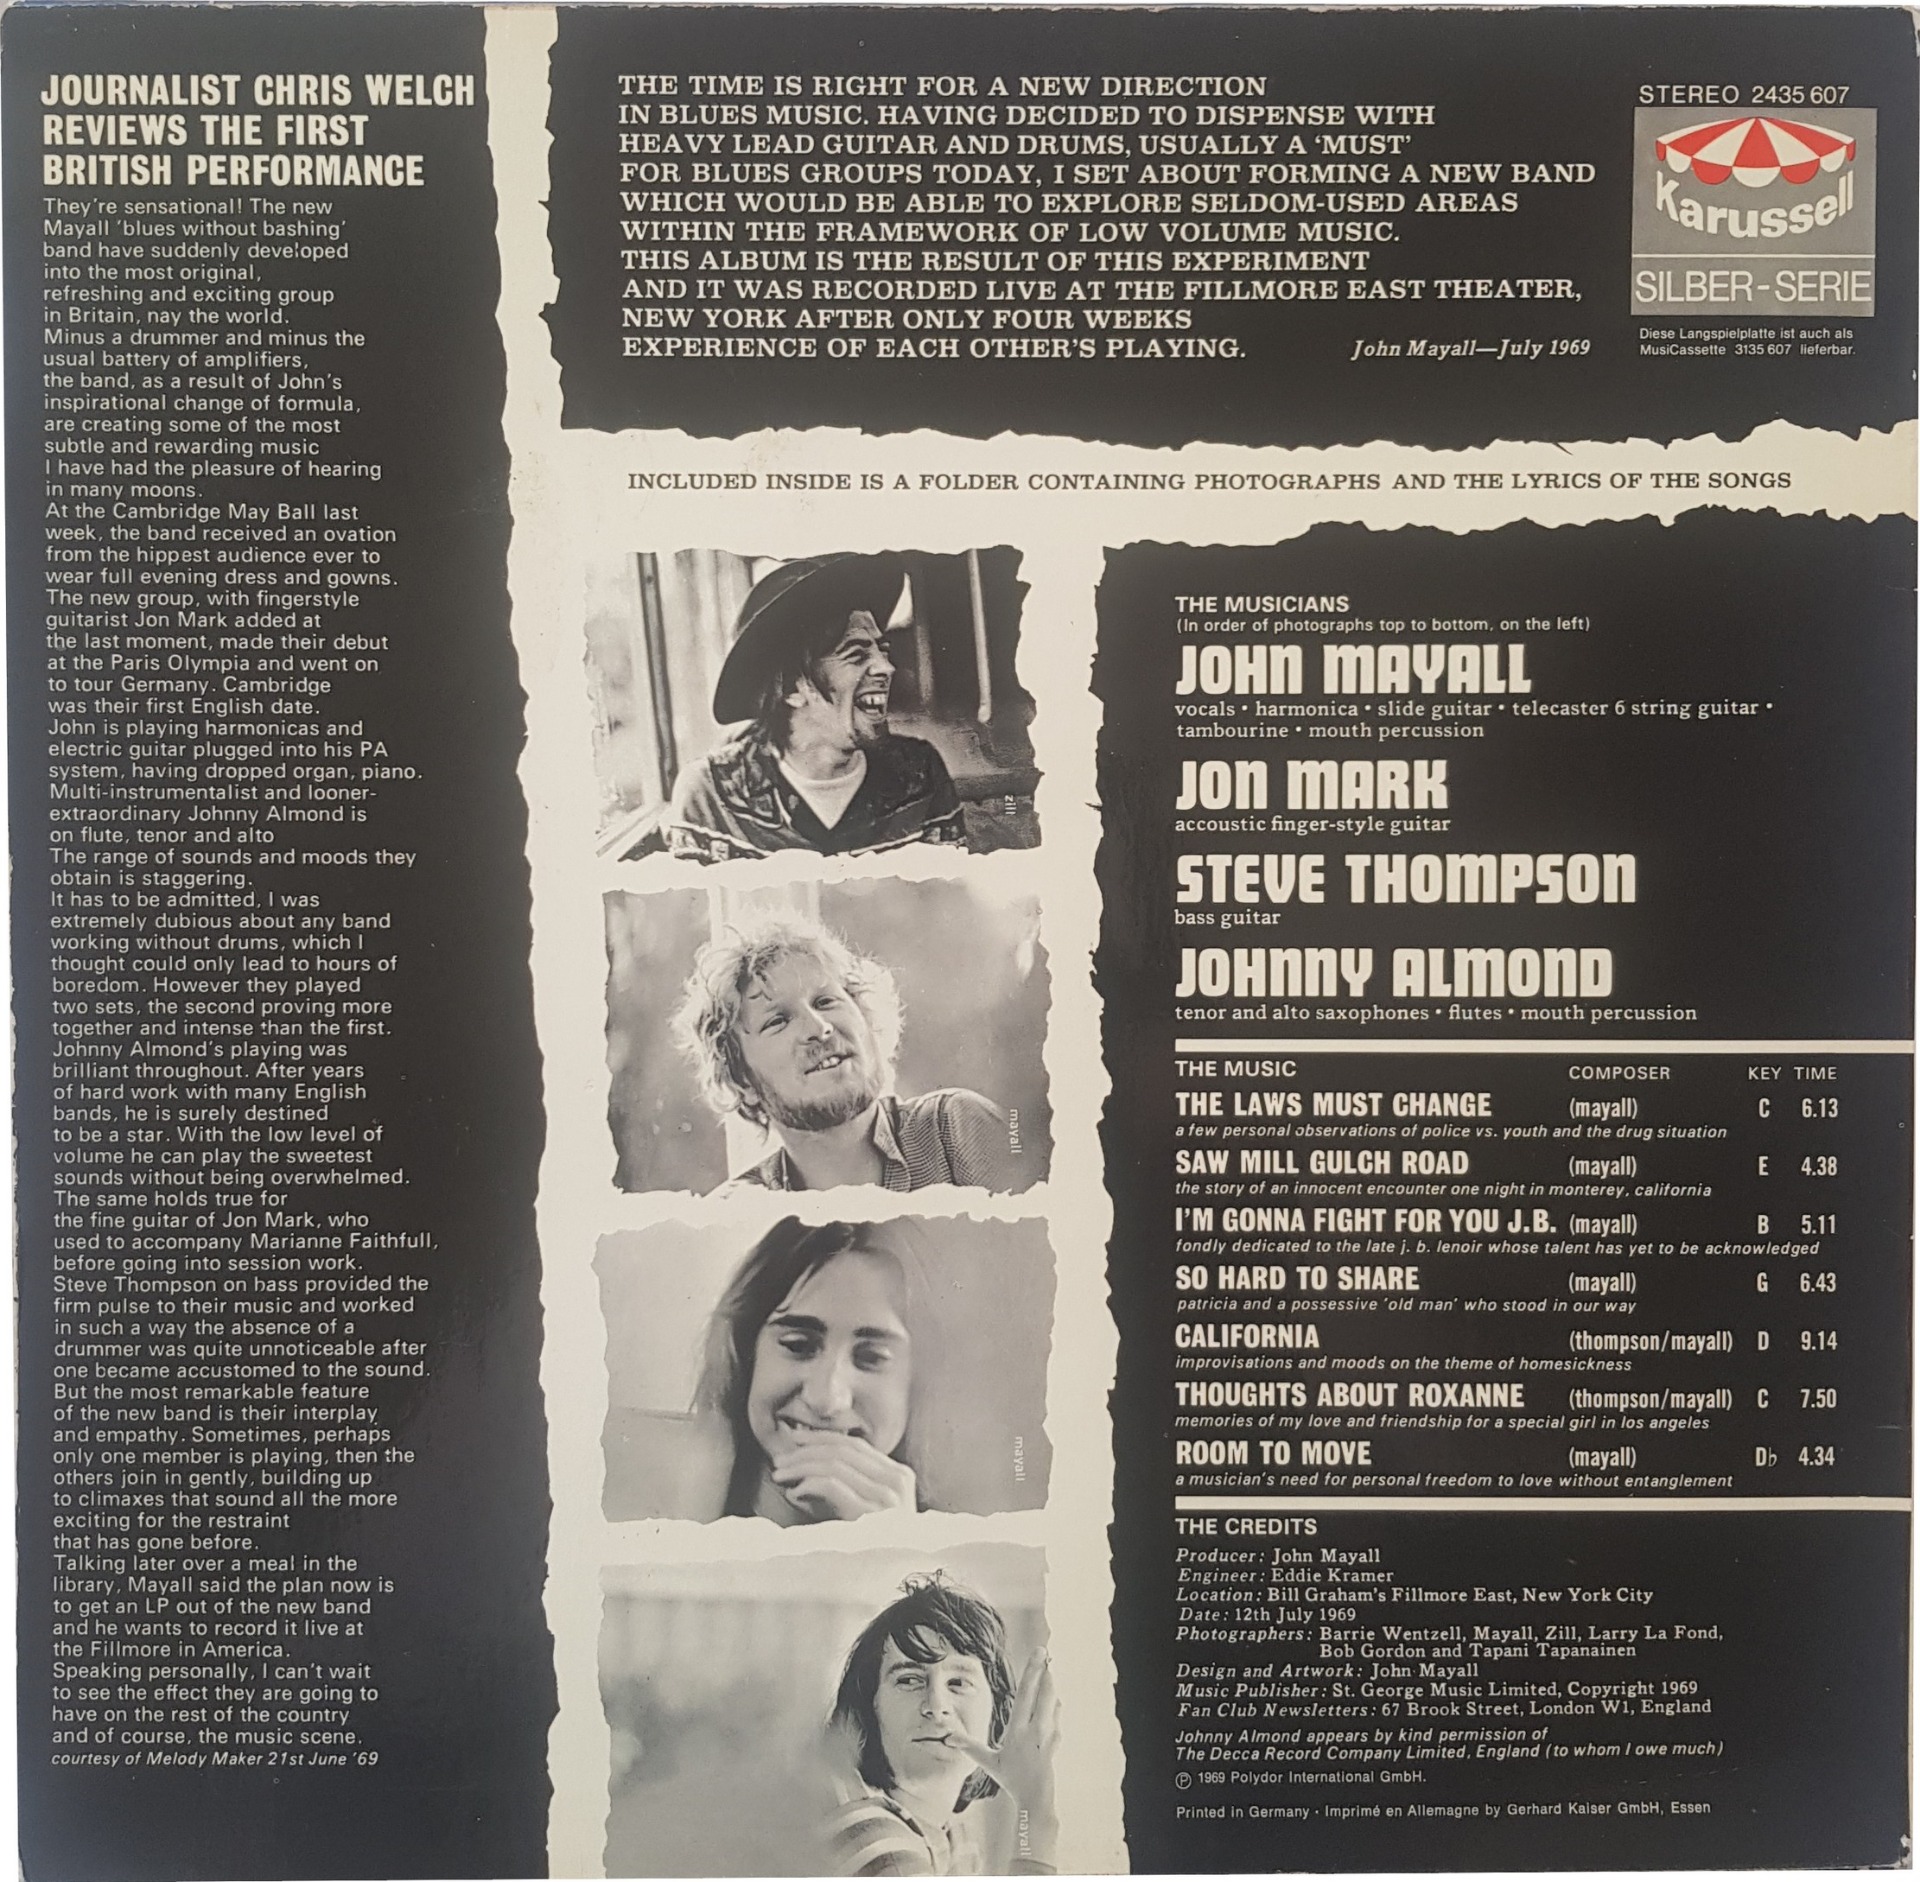 JOURNALIST CHRIS WELCH
REVIEWS THE FIRST
BRITISH PERFORMANCE
They're sensational! The new
Mayall 'blues without bashing'
band have suddenly developed
into the most original,
refreshing and exciting group
in Britain, nay the world.
Minus a drummer and minus the
usual battery of amplifiers,
the band, as a result of John's
inspirational change of formula,
are creating some of the most
subtle and rewarding music
I have had the pleasure of hearing
in many moons.
At the Cambridge May Ball last
week, the band received an ovation
from the hippest audience ever to
wear full evening dress and gowns.
The new group, with fingerstyle
guitarist Jon Mark added at
the last moment, made their debut
at the Paris Olympia and went on
to tour Germany. Cambridge
was their first English date.
John is playing harmonicas and
electric guitar plugged into his PA
system, having dropped organ, piano.
Multi-instrumentalist and looner-
extraordinary Johnny Almond is
on flute, tenor and alto
The range of sounds and moods they
obtain is staggering.
It has to be admitted, I was
extremely dubious about any band
working without drums, which I
thought could only lead to hours of
boredom. However they played
two sets, the second proving more
together and intense than the first.
Johnny Almond's playing was
brilliant throughout. After years
of hard work with many English
bands, he is surely destined
to be a star. With the low level of
volume he can play the sweetest
sounds without being overwhelmed.
The same holds true for
the fine guitar of Jon Mark, who
used to accompany Marianne Faithfull,
before going into session work.
Steve Thompson on bass provided the
firm pulse to their music and worked
in such a way the absence of a
drummer was quite unnoticeable after
one became accustomed to the sound.
But the most remarkable feature
of the new band is their interplay
and empathy. Sometimes, perhaps
only one member is playing, then the
others join in gently, building up
to climaxes that sound all the more
exciting for the restraint
that has gone before.
Talking later over a meal in the
library, Mayall said the plan now is
to get an LP out of the new band
and he wants to record it live at
the Fillmore in America.
Speaking personally, I can't wait
to see the effect they are going to
have on the rest of the country
and of course, the music scene.
courtesy of Melody Maker 21st June '69
THE TIME IS RIGHT FOR A NEW DIRECTION
IN BLUES MUSIC. HAVING DECIDED TO DISPENSE WITH
HEAVY LEAD GUITAR AND DRUMS, USUALLY A 'MUST'
FOR BLUES GROUPS TODAY, I SET ABOUT FORMING A NEW BAND
WHICH WOULD BE ABLE TO EXPLORE SELDOM-USED AREAS
WITHIN THE FRAMEWORK OF LOW VOLUME MUSIC.
THIS ALBUM IS THE RESULT OF THIS EXPERIMENT
AND IT WAS RECORDED LIVE AT THE FILLMORE EAST THEATER,
NEW YORK AFTER ONLY FOUR WEEKS
EXPERIENCE OF EACH OTHER'S PLAYING. John Mayall—July 1969
STEREO 2435 607
Karussell
SILBER-SERIE
Diese Langspielplatte ist auch als
MusiCassette 3135 607 lieferbar.
INCLUDED INSIDE IS A FOLDER CONTAINING PHOTOGRAPHS AND THE LYRICS OF THE SONGS
zill
mayall
mayall
mayall
THE MUSICIANS
(In order of photographs top to bottom, on the left)
JOHN MAYALL
vocals • harmonica • slide guitar • telecaster 6 string guitar •
tambourine • mouth percussion
JON MARK
accoustic finger-style guitar
STEVE THOMPSON
bass guitar
JOHNNY ALMOND
tenor and alto saxophones • flutes • mouth percussion
THE MUSIC COMPOSER KEY TIME
THE LAWS MUST CHANGE (mayall) C 6.13
a few personal observations of police vs. youth and the drug situation
SAW MILL GULCH ROAD (mayall) E 4.38
the story of an innocent encounter one night in monterey, california
I'M GONNA FIGHT FOR YOU J.B. (mayall) B 5.11
fondly dedicated to the late j. b. lenoir whose talent has yet to be acknowledged
SO HARD TO SHARE (mayall) G 6.43
patricia and a possessive 'old man' who stood in our way
CALIFORNIA (thompson/mayall) D 9.14
improvisations and moods on the theme of homesickness
THOUGHTS ABOUT ROXANNE (thompson/mayall) C 7.50
memories of my love and friendship for a special girl in los angeles
ROOM TO MOVE (mayall) D♭ 4.34
a musician's need for personal freedom to love without entanglement
THE CREDITS
Producer: John Mayall
Engineer: Eddie Kramer
Location: Bill Graham's Fillmore East, New York City
Date: 12th July 1969
Photographers: Barrie Wentzell, Mayall, Zill, Larry La Fond,
Bob Gordon and Tapani Tapanainen
Design and Artwork: John Mayall
Music Publisher: St. George Music Limited, Copyright 1969
Fan Club Newsletters: 67 Brook Street, London W1, England
Johnny Almond appears by kind permission of
The Decca Record Company Limited, England (to whom I owe much)
℗ 1969 Polydor International GmbH.
Printed in Germany · Imprimé en Allemagne by Gerhard Kaiser GmbH, Essen